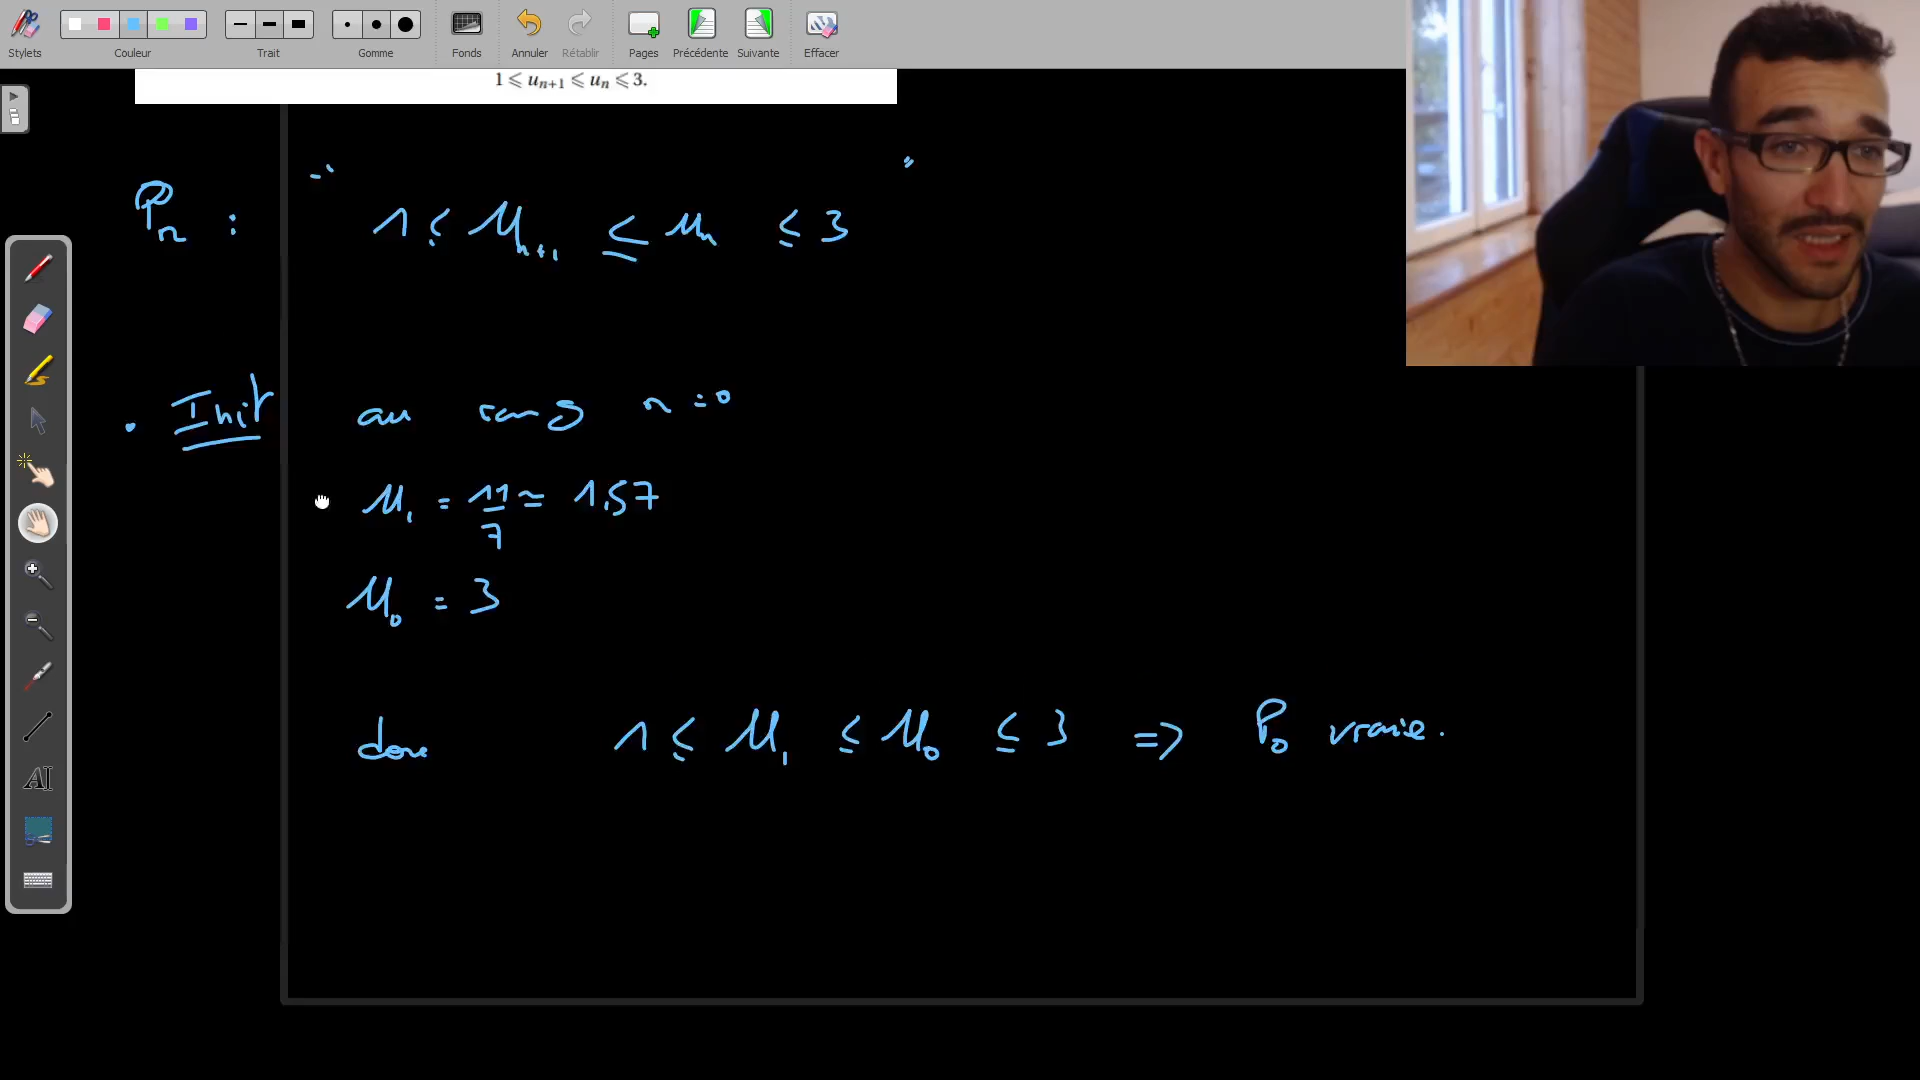 Stylets Couleur Trait Gomme Fonds Annuler Rétablir Pages Précédente Suivante Effacer
1 ⩽ uₙ₊₁ ⩽ uₙ ⩽ 3.
Pₙ : " 1 ≤ uₙ₊₁ ≤ uₙ ≤ 3 "
• Init au rang n = 0
u₁ = 11/7 ≃ 1,57
u₀ = 3
donc 1 ≤ u₁ ≤ u₀ ≤ 3 => P₀ vraie.
AI